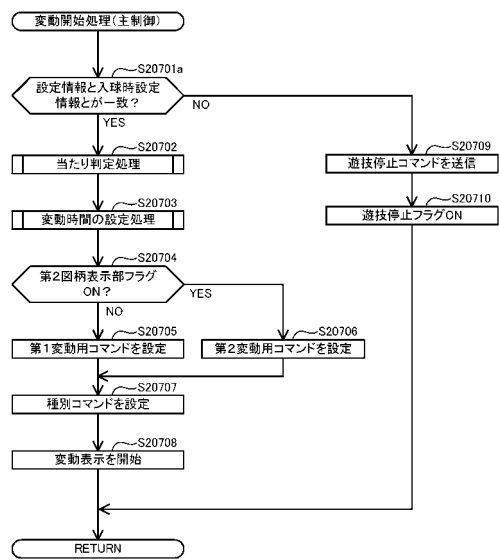 変動開始処理(主制御)
S20701a
設定情報と入球時設定
情報とが一致?
NO
YES
S20702
当たり判定処理
S20709
遊技停止コマンドを送信
S20703
変動時間の設定処理
S20710
遊技停止フラグON
S20704
第2図柄表示部フラグ
ON?
YES
NO
S20705
第1変動用コマンドを設定
S20706
第2変動用コマンドを設定
S20707
種別コマンドを設定
S20708
変動表示を開始
RETURN